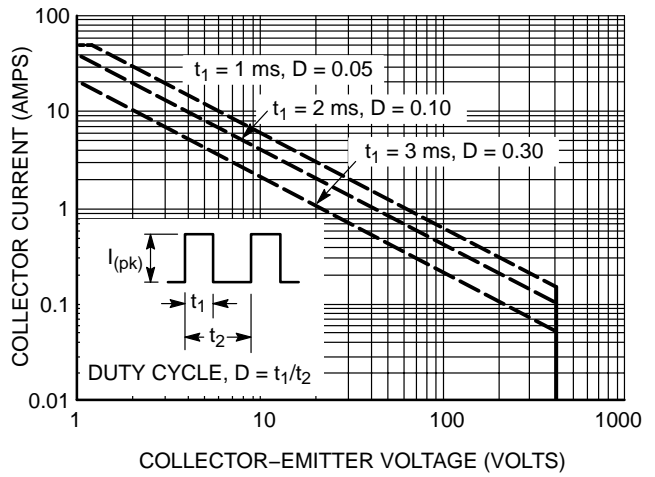 COLLECTOR CURRENT (AMPS)
100
10
1
0.1
0.01
t1 = 1 ms, D = 0.05
t1 = 2 ms, D = 0.10
t1 = 3 ms, D = 0.30
I(pk)
t1
t2
DUTY CYCLE, D = t1/t2
1
10
100
1000
COLLECTOR−EMITTER VOLTAGE (VOLTS)